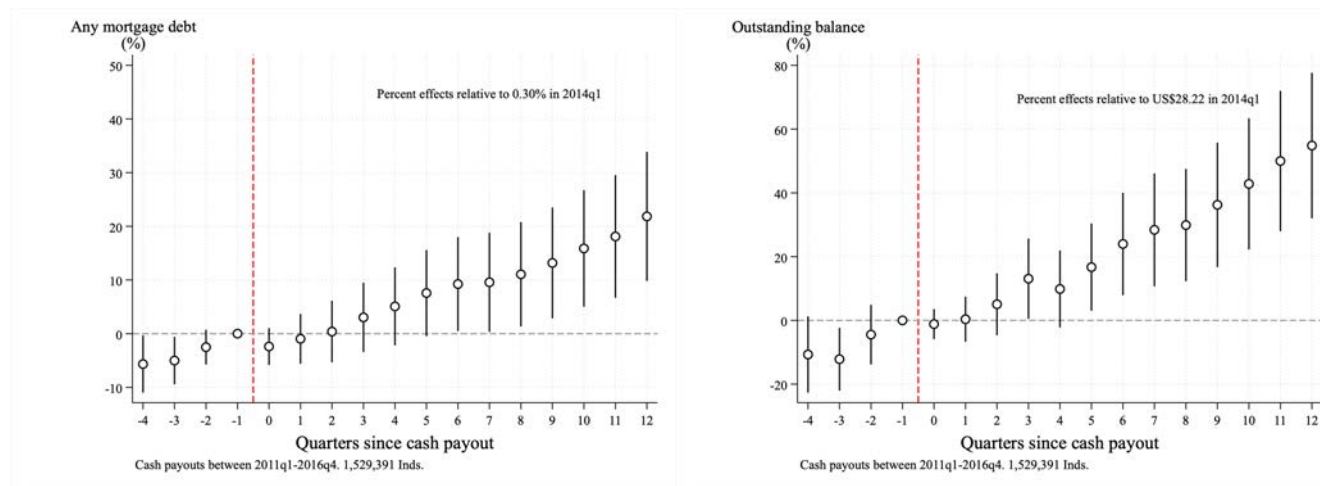 Any mortgage debt
(%)
50
40
30
20
10
0
-10
Percent effects relative to 0.30% in 2014q1
-4 -3 -2 -1 0 1 2 3 4 5 6 7 8 9 10 11 12
Quarters since cash payout
Cash payouts between 2011q1-2016q4. 1,529,391 Inds.
Outstanding balance
(%)
80
60
40
20
0
-20
Percent effects relative to US$28.22 in 2014q1
-4 -3 -2 -1 0 1 2 3 4 5 6 7 8 9 10 11 12
Quarters since cash payout
Cash payouts between 2011q1-2016q4. 1,529,391 Inds.